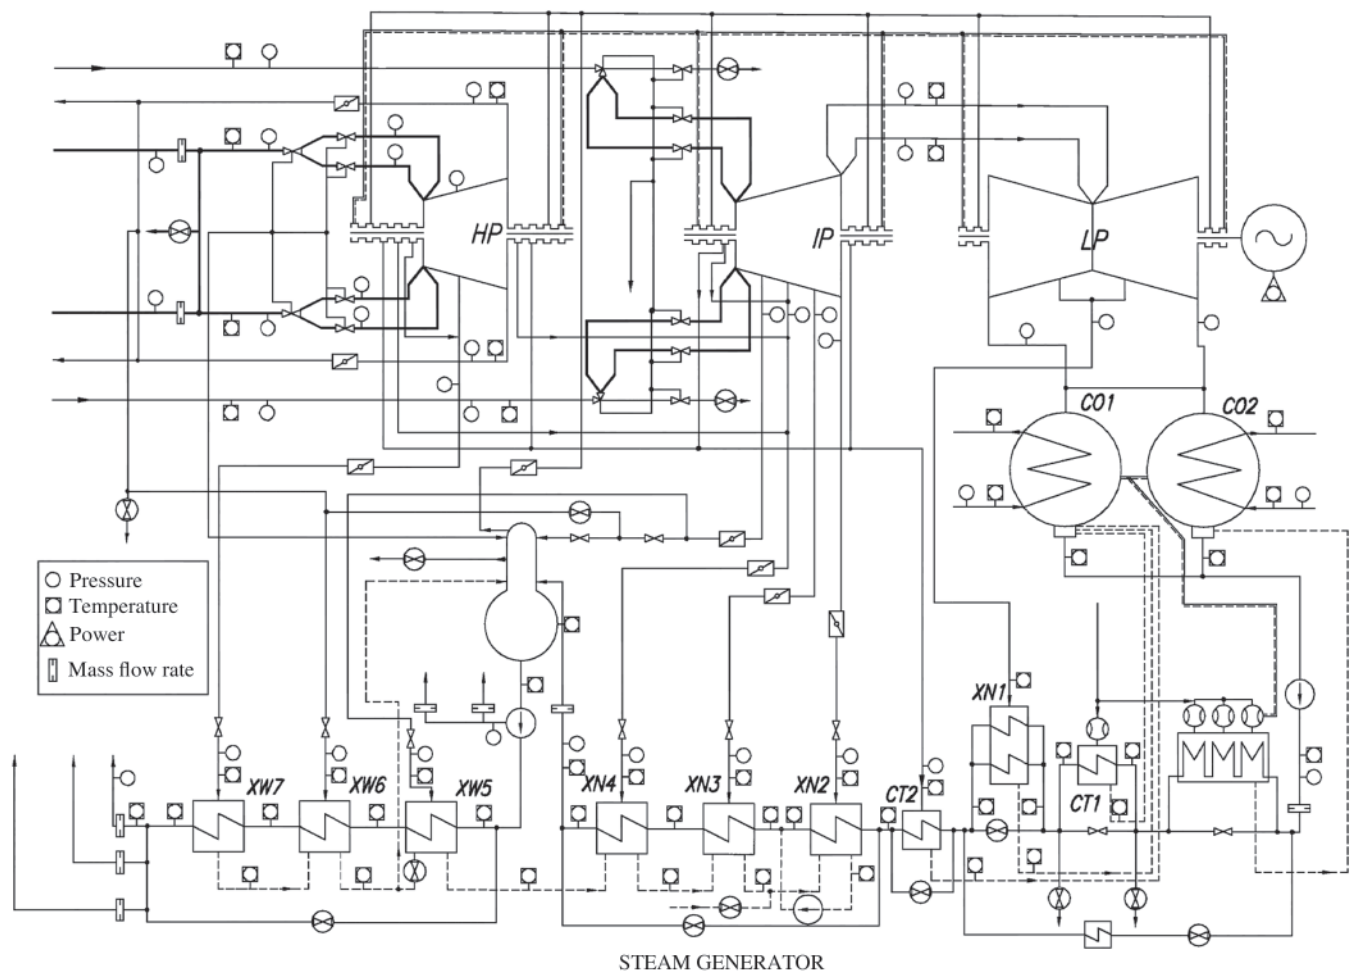 HP
IP
LP
CO1
CO2
Pressure
Temperature
Power
Mass flow rate
XN1
XW7
XW6
XW5
XN4
XN3
XN2
CT2
CT1
STEAM GENERATOR